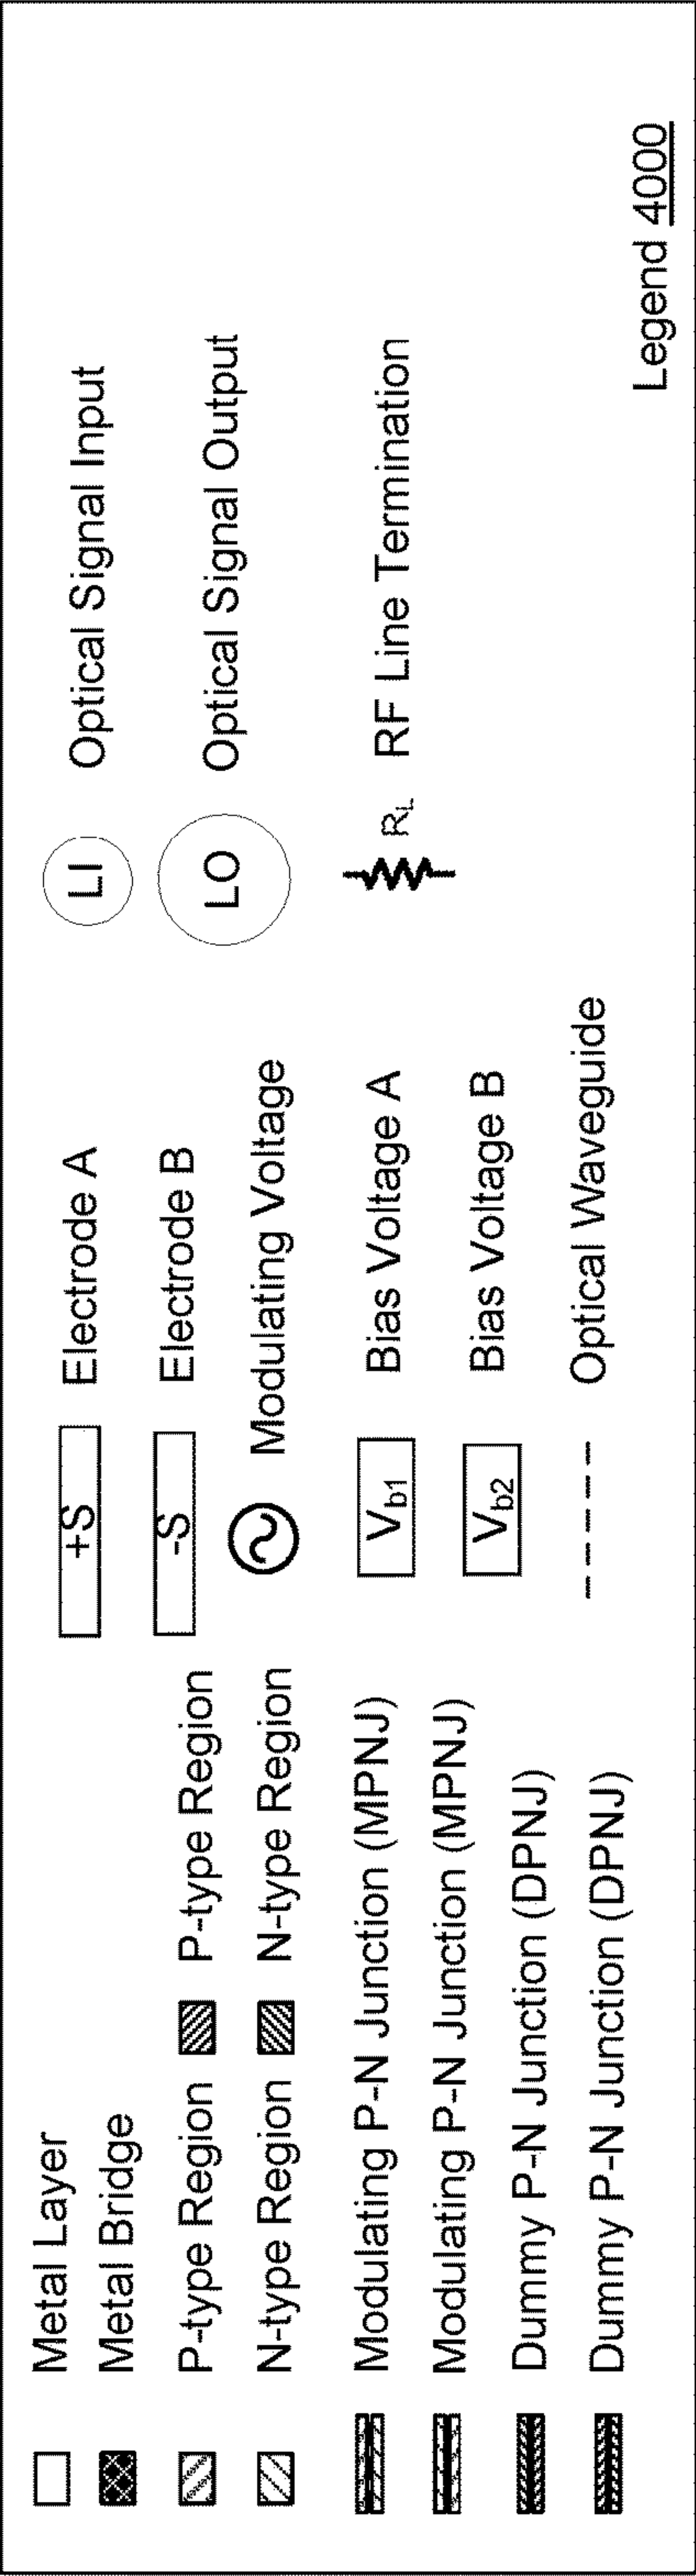 Metal Layer
Metal Bridge
P-type Region
P-type Region
N-type Region
N-type Region
Modulating P-N Junction (MPNJ)
Modulating P-N Junction (MPNJ)
Dummy P-N Junction (DPNJ)
Dummy P-N Junction (DPNJ)
+S Electrode A
-S Electrode B
Modulating Voltage
Vb1 Bias Voltage A
Vb2 Bias Voltage B
Optical Waveguide
LI Optical Signal Input
LO Optical Signal Output
RL RF Line Termination
Legend 4000